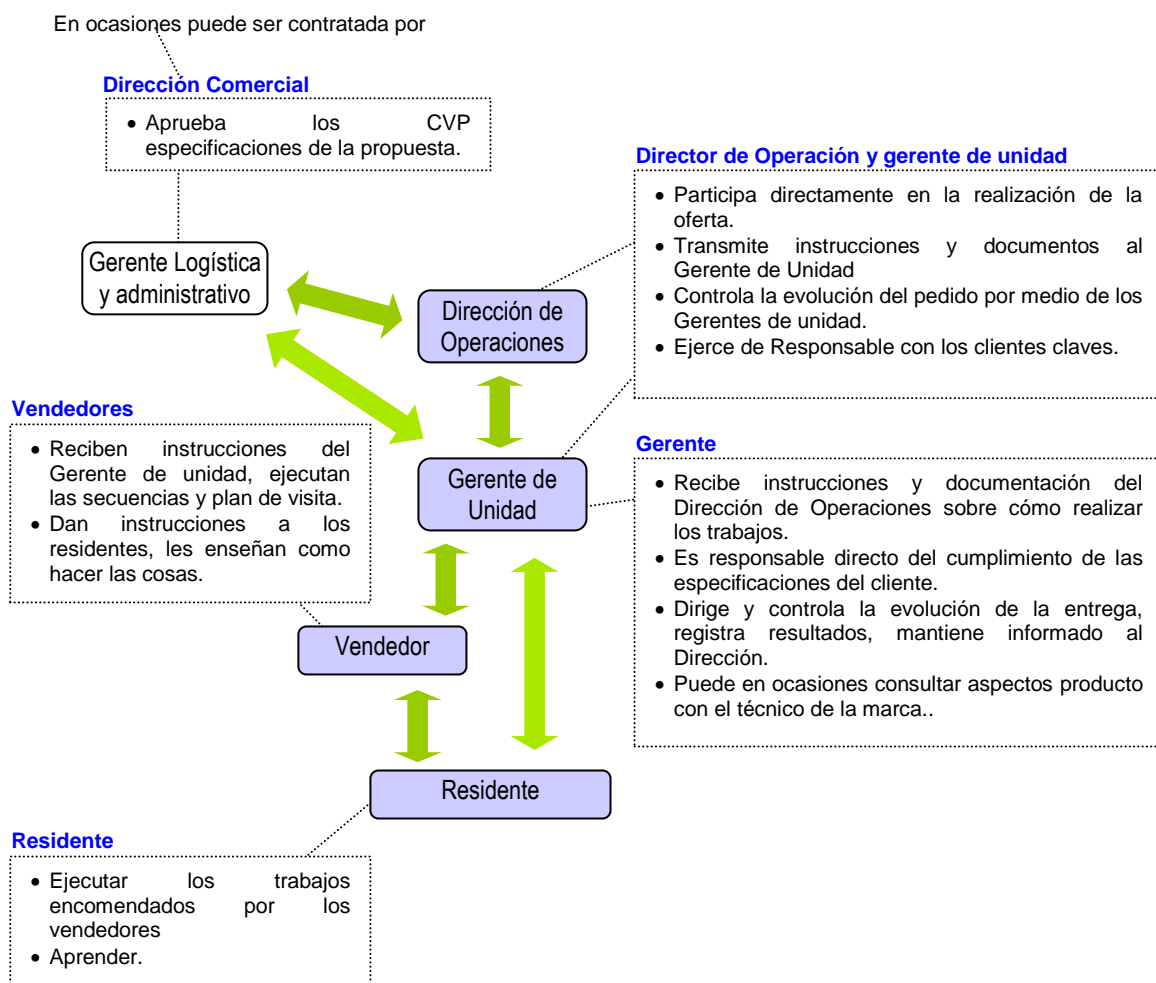 En ocasiones puede ser contratada por
Dirección Comercial
• Aprueba los CVP
especificaciones de la propuesta.
Director de Operación y gerente de unidad
• Participa directamente en la realización de la
oferta.
• Transmite instrucciones y documentos al
Gerente de Unidad
• Controla la evolución del pedido por medio de los
Gerentes de unidad.
• Ejerce de Responsable con los clientes claves.
Gerente Logística
y administrativo
Dirección de
Operaciones
Vendedores
• Reciben instrucciones del
Gerente de unidad, ejecutan
las secuencias y plan de visita.
• Dan instrucciones a los
residentes, les enseñan como
hacer las cosas.
Gerente de
Unidad
Gerente
• Recibe instrucciones y documentación del
Dirección de Operaciones sobre cómo realizar
los trabajos.
• Es responsable directo del cumplimiento de las
especificaciones del cliente.
• Dirige y controla la evolución de la entrega,
registra resultados, mantiene informado al
Dirección.
• Puede en ocasiones consultar aspectos producto
con el técnico de la marca..
Vendedor
Residente
Residente
• Ejecutar los trabajos
encomendados por los
vendedores
• Aprender.